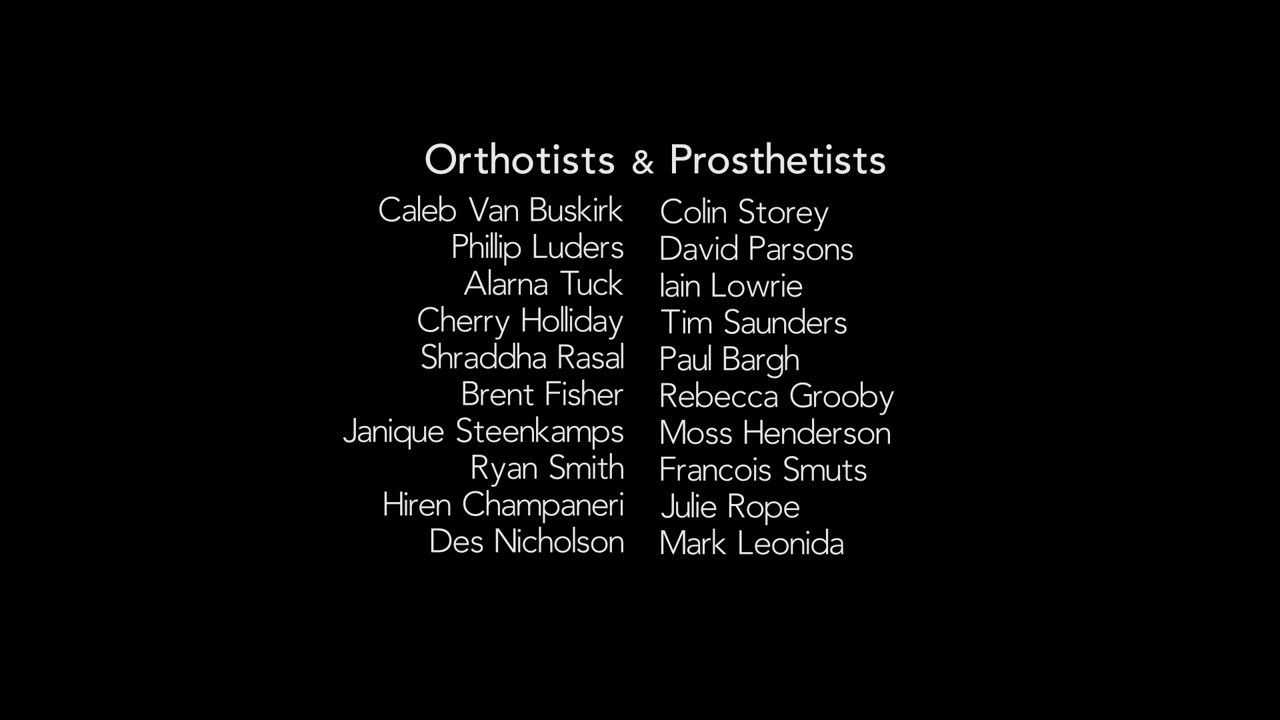 Orthotists & Prosthetists
Caleb Van Buskirk Colin Storey
Phillip Luders David Parsons
Alarna Tuck Iain Lowrie
Cherry Holliday Tim Saunders
Shraddha Rasal Paul Bargh
Brent Fisher Rebecca Grooby
Janique Steenkamps Moss Henderson
Ryan Smith Francois Smuts
Hiren Champaneri Julie Rope
Des Nicholson Mark Leonida